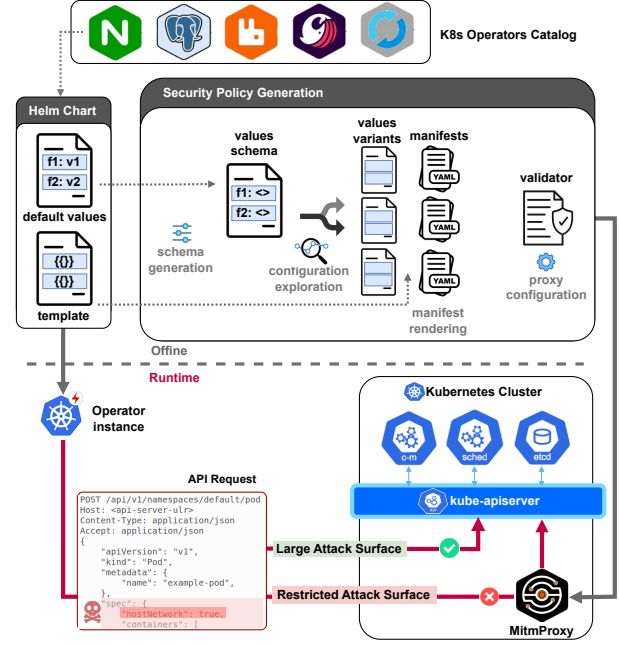 K8s Operators Catalog
Helm Chart
f1: v1
f2: v2
default values
{{}}
{{}}
template
Security Policy Generation
values
schema
f1: <>
f2: <>
schema
generation
configuration
exploration
values
variants
manifests
YAML
YAML
YAML
manifest
rendering
validator
proxy
configuration
Offine
Runtime
Operator
instance
API Request
POST /api/v1/namespaces/default/pod
Host: <api-server-ulr>
Content-Type: application/json
Accept: application/json
{
"apiVersion": "v1",
"kind": "Pod",
"metadata": {
"name": "example-pod",
},
"spec": {
"hostNetwork": true,
"containers": [
Large Attack Surface
Restricted Attack Surface
Kubernetes Cluster
c-m
sched
etcd
API
kube-apiserver
MitmProxy